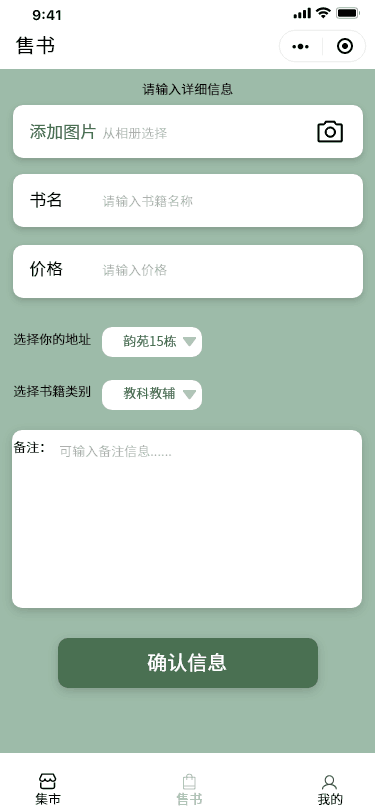 9:41
售书
请输入详细信息
添加图片 从相册选择
书名 请输入书籍名称
价格 请输入价格
选择你的地址 韵苑15栋
选择书籍类别 教科教辅
备注: 可输入备注信息......
确认信息
集市 售书 我的